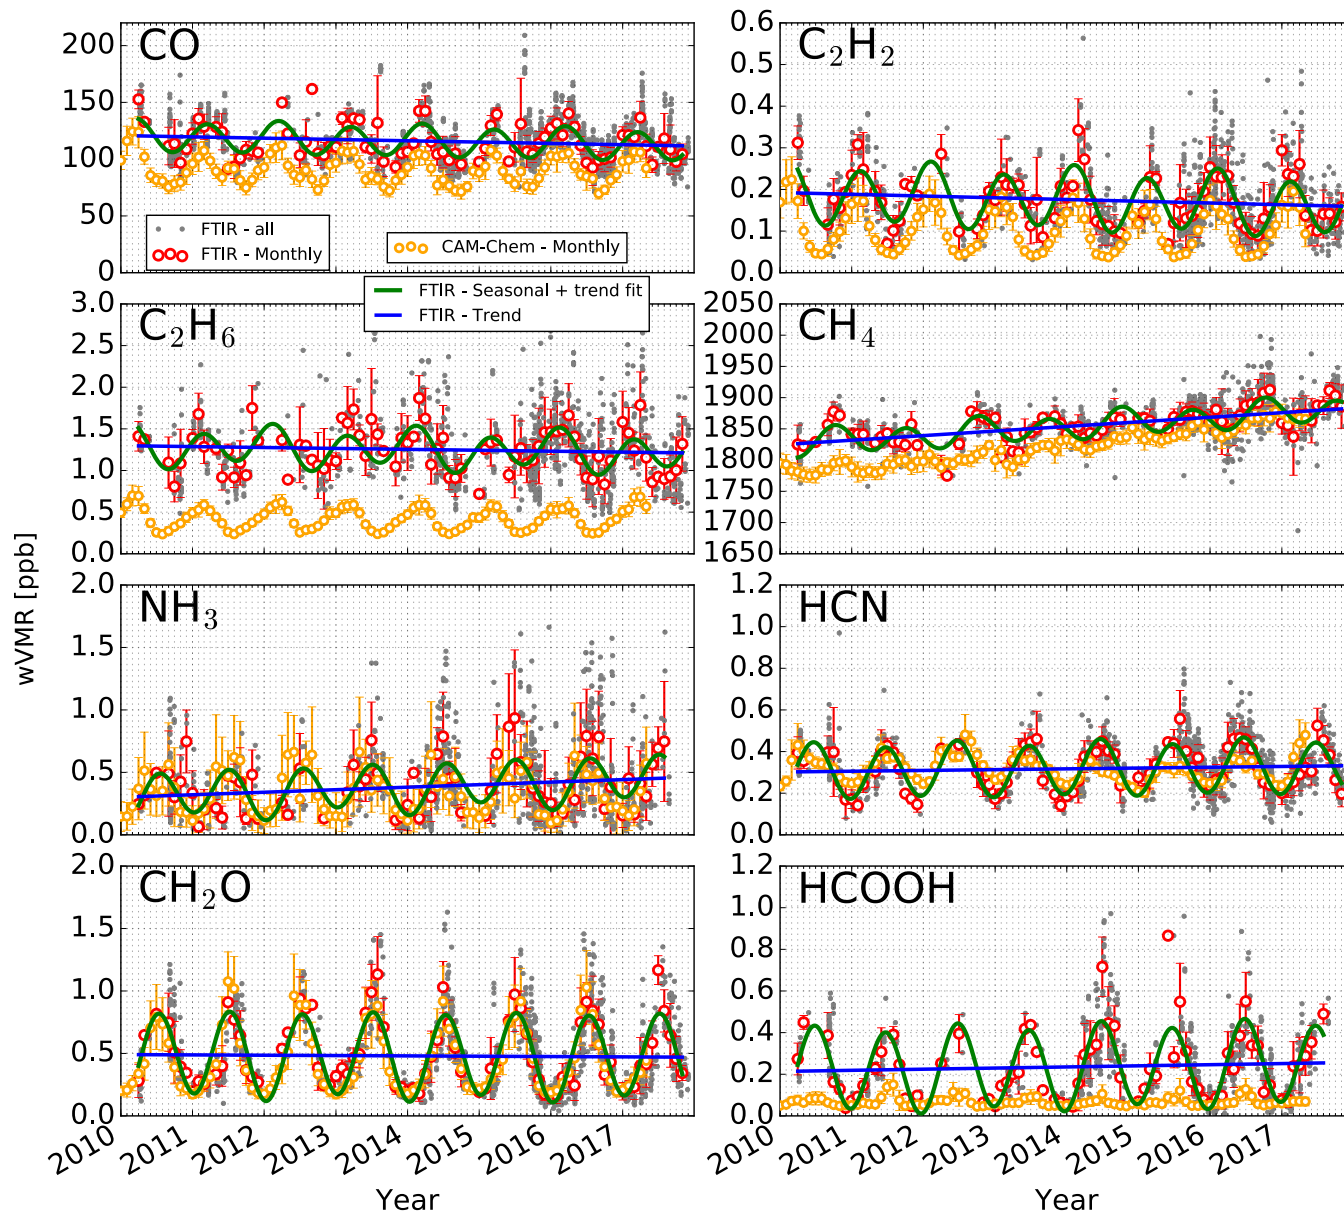 CO
200
150
100
50
0
FTIR - all
FTIR - Monthly
CAM-Chem - Monthly
C₂H₂
0.6
0.5
0.4
0.3
0.2
0.1
0.0
FTIR - Seasonal + trend fit
FTIR - Trend
C₂H₆
3.0
2.5
2.0
1.5
1.0
0.5
0.0
CH₄
2050
2000
1950
1900
1850
1800
1750
1700
1650
wVMR [ppb]
NH₃
2.0
1.5
1.0
0.5
0.0
HCN
1.2
1.0
0.8
0.6
0.4
0.2
0.0
CH₂O
2.0
1.5
1.0
0.5
0.0
HCOOH
1.2
1.0
0.8
0.6
0.4
0.2
0.0
2010 2011 2012 2013 2014 2015 2016 2017
Year
2010 2011 2012 2013 2014 2015 2016 2017
Year